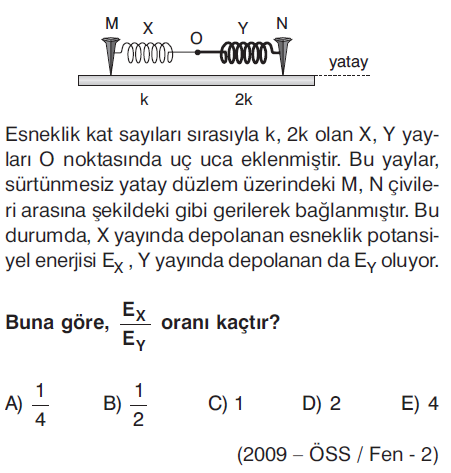 M X O Y N
yatay
k 2k
Esneklik kat sayıları sırasıyla k, 2k olan X, Y yay-
ları O noktasında uç uca eklenmiştir. Bu yaylar,
sürtünmesiz yatay düzlem üzerindeki M, N çivile-
ri arasına şekildeki gibi gerilerek bağlanmıştır. Bu
durumda, X yayında depolanan esneklik potansi-
yel enerjisi E_X , Y yayında depolanan da E_Y oluyor.
Buna göre, E_X/E_Y oranı kaçtır?
A) 1/4 B) 1/2 C) 1 D) 2 E) 4
(2009 – ÖSS / Fen - 2)